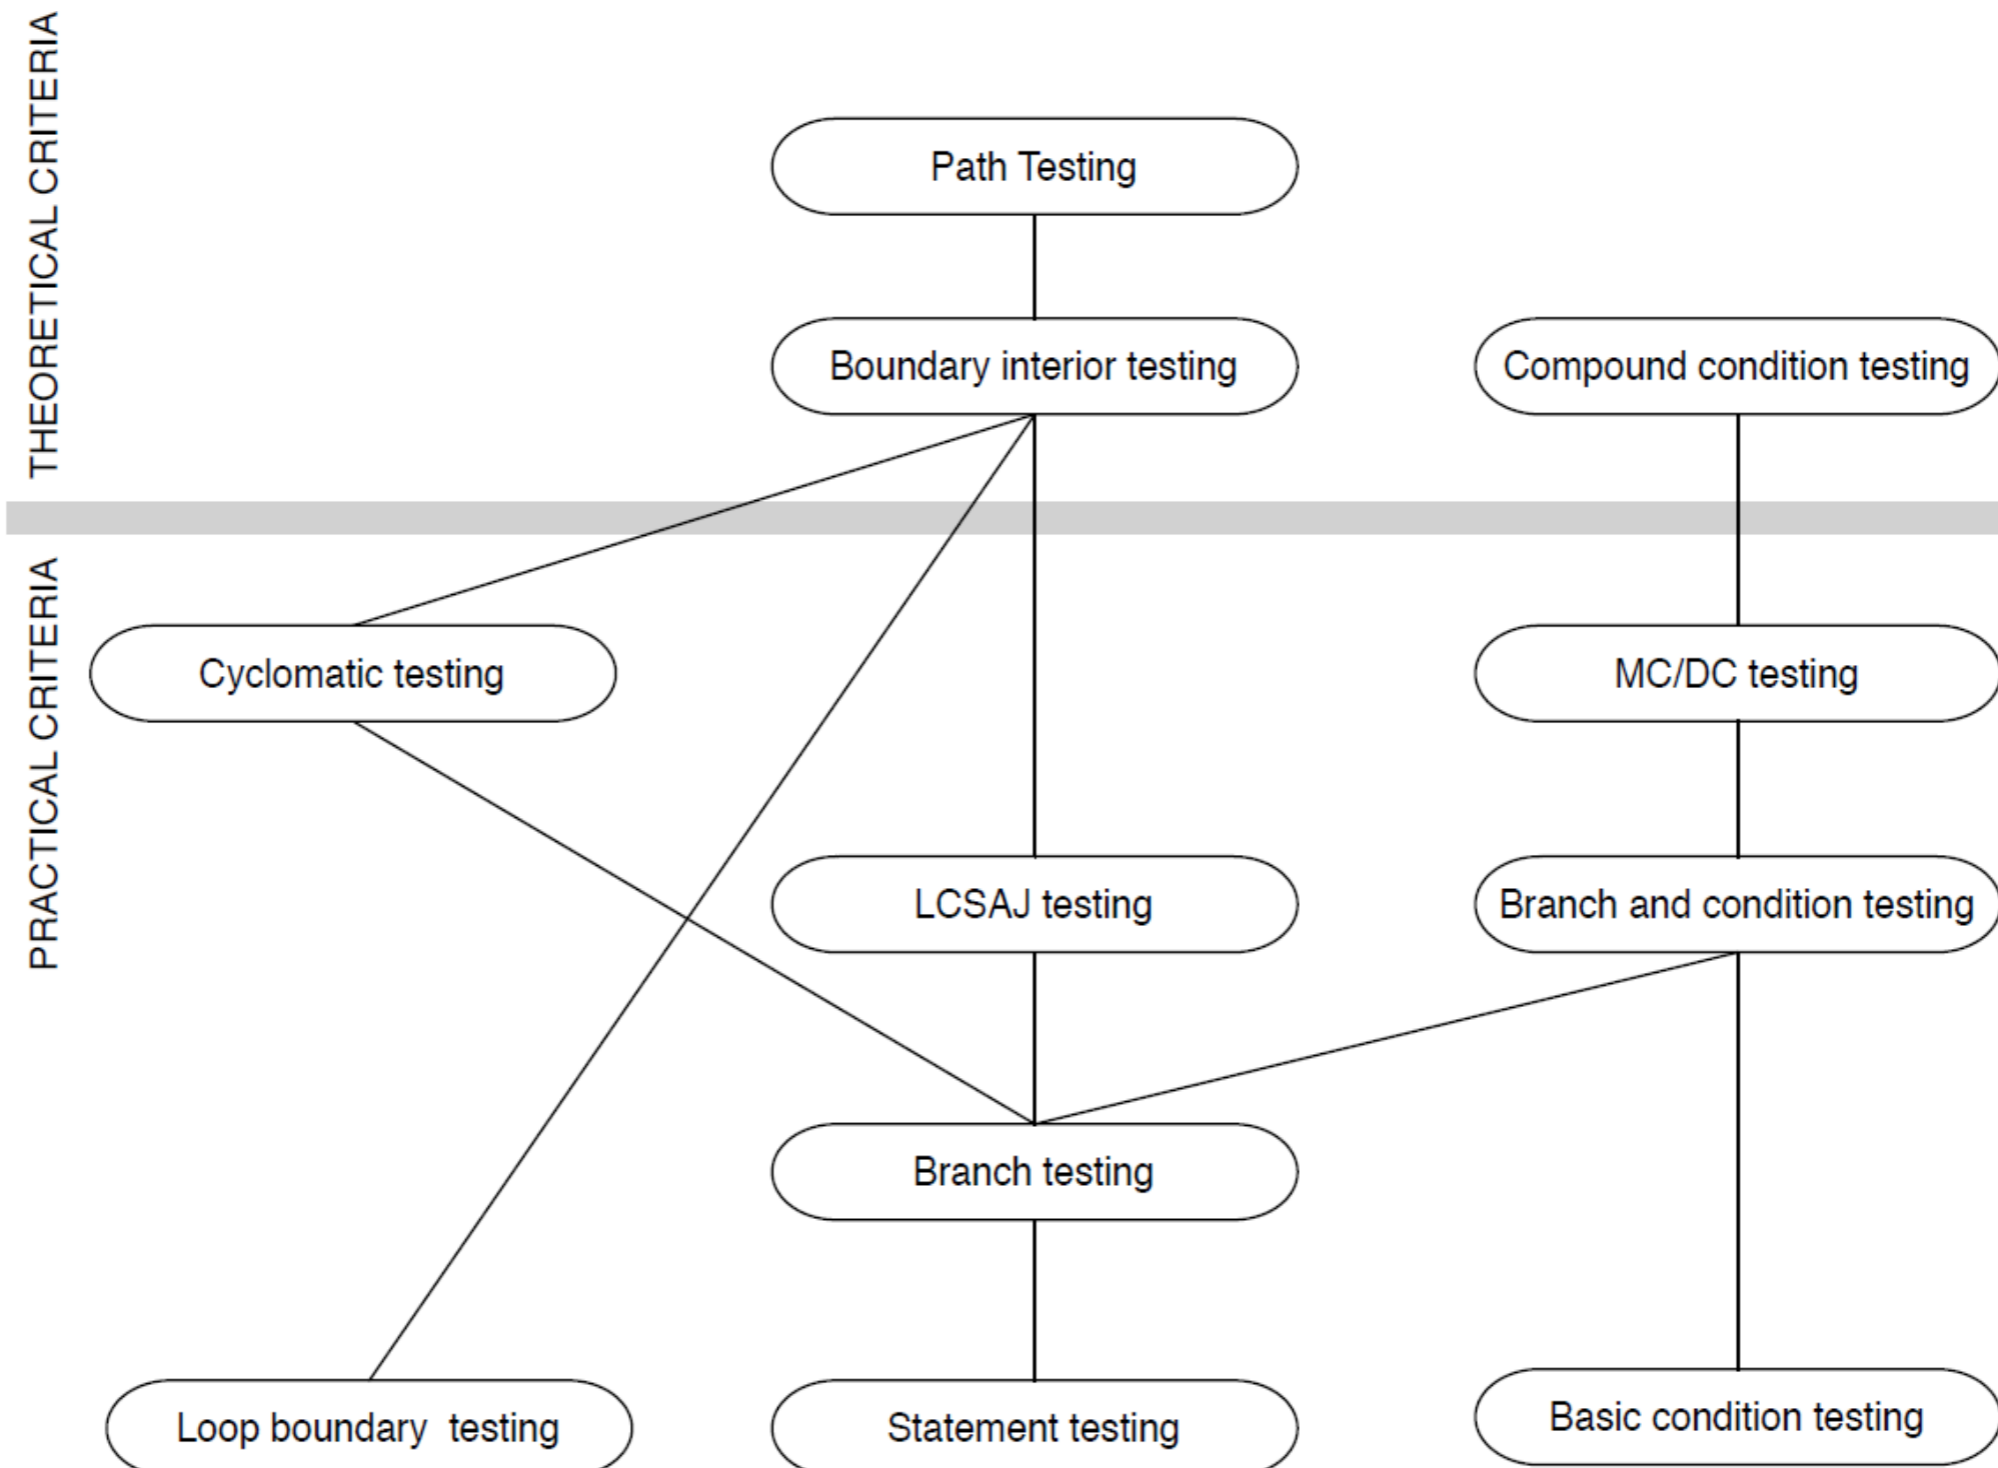 THEORETICAL CRITERIA
Path Testing
Boundary interior testing
Compound condition testing
PRACTICAL CRITERIA
Cyclomatic testing
MC/DC testing
LCSAJ testing
Branch and condition testing
Branch testing
Loop boundary testing
Statement testing
Basic condition testing